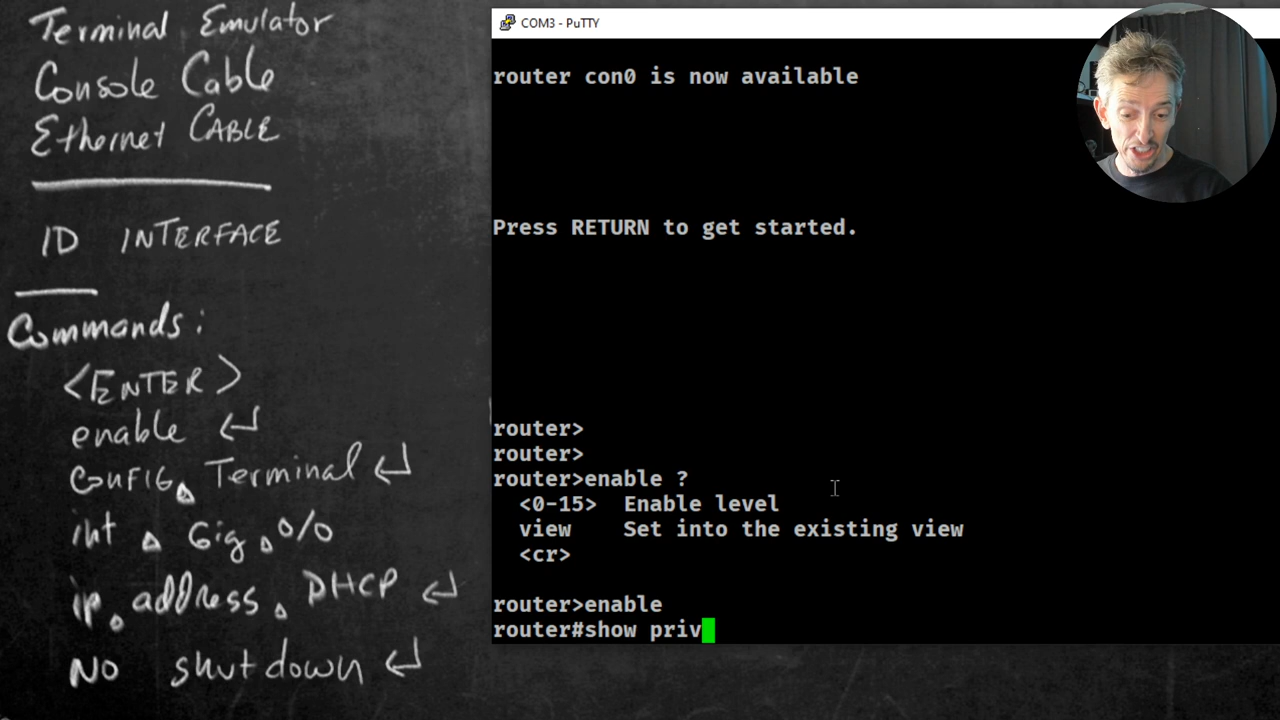 Terminal Emulator
Console Cable
Ethernet CABLE
ID INTERFACE
Commands:
<ENTER>
enable ↵
CONFIG Terminal ↵
int Gig 0/0
ip address DHCP ↵
No shutdown ↵
COM3 - PuTTY
router con0 is now available
Press RETURN to get started.
router>
router>
router>enable ?
<0-15> Enable level
view Set into the existing view
<cr>
router>enable
router#show priv